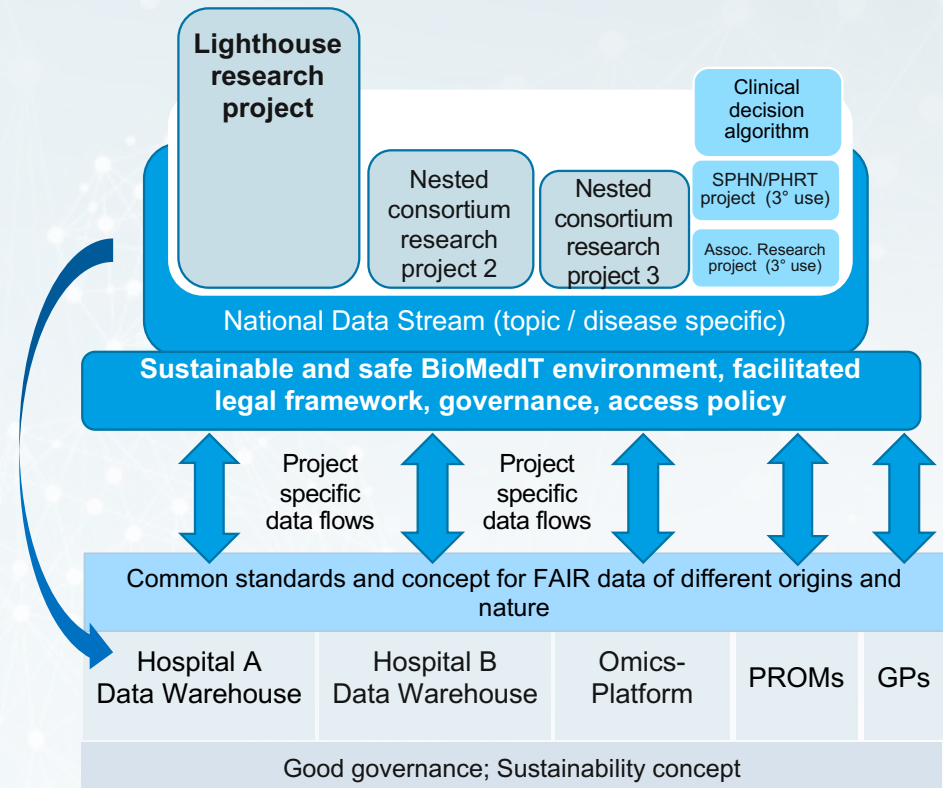 Lighthouse
research
project
Nested
consortium
research
project 2
Nested
consortium
research
project 3
Clinical
decision
algorithm
SPHN/PHRT
project (3° use)
Assoc. Research
project (3° use)
National Data Stream (topic / disease specific)
Sustainable and safe BioMedIT environment, facilitated
legal framework, governance, access policy
Project
specific
data flows
Project
specific
data flows
Common standards and concept for FAIR data of different origins and
nature
Hospital A
Data Warehouse
Hospital B
Data Warehouse
Omics-
Platform
PROMs
GPs
Good governance; Sustainability concept